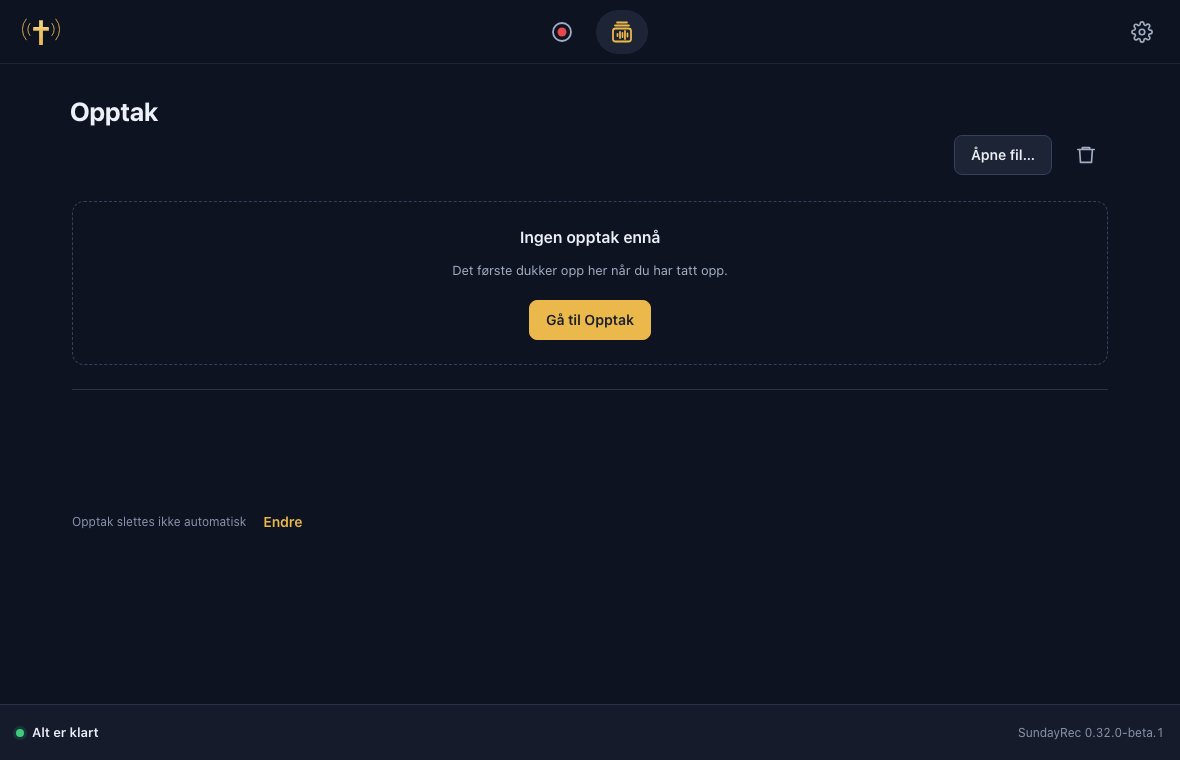 Opptak
Åpne fil...
Ingen opptak ennå
Det første dukker opp her når du har tatt opp.
Gå til Opptak
Opptak slettes ikke automatisk Endre
Alt er klart
SundayRec 0.32.0-beta.1